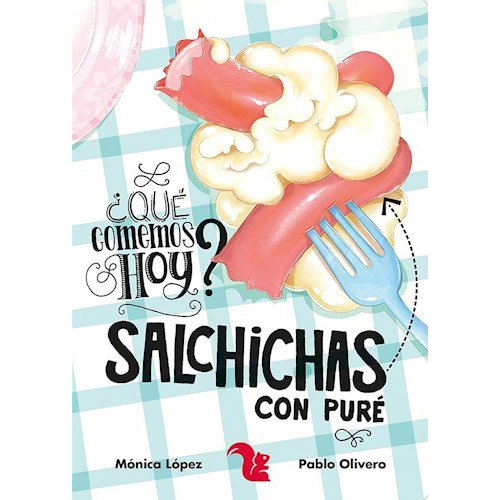 ¿QUÉ
comemos
HOY?
SALCHiCHAS
CON PURÉ
Mónica López
Pablo Olivero